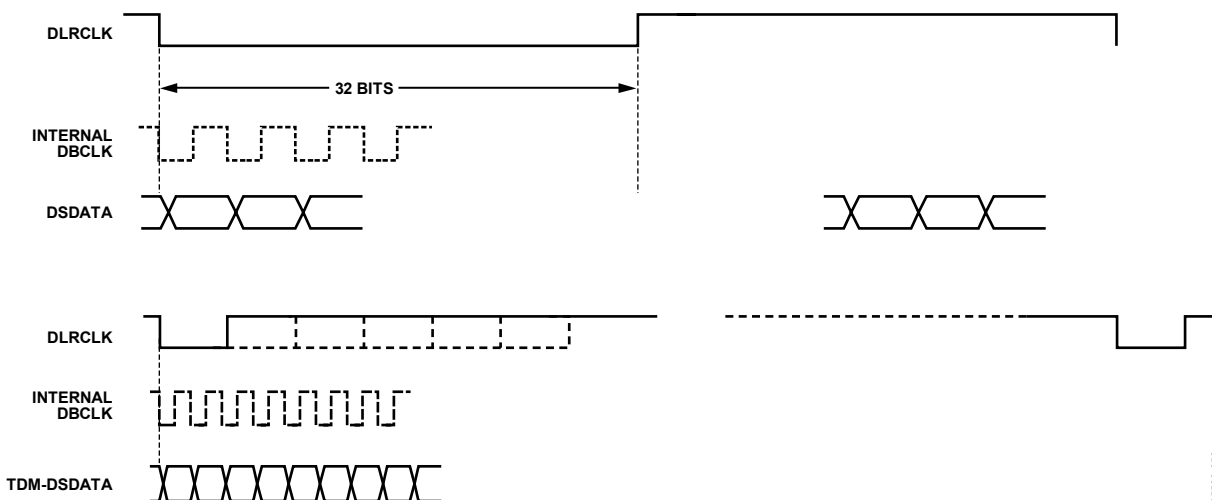 DLRCLK
32 BITS
INTERNAL
DBCLK
DSDATA
DLRCLK
INTERNAL
DBCLK
TDM-DSDATA